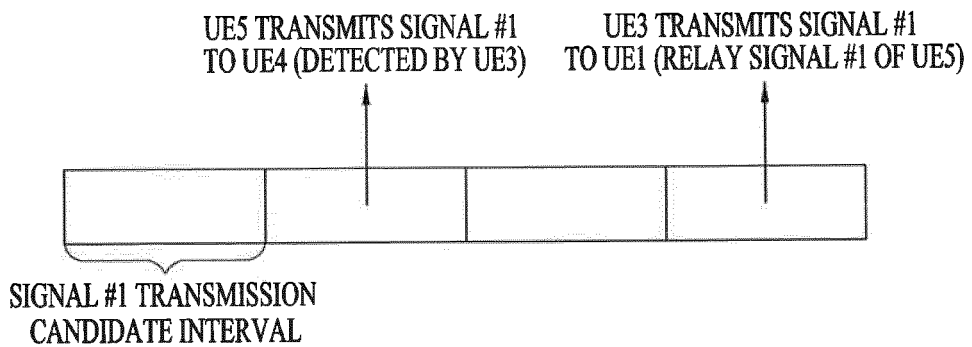 UE5 TRANSMITS SIGNAL #1
TO UE4 (DETECTED BY UE3)
UE3 TRANSMITS SIGNAL #1
TO UE1 (RELAY SIGNAL #1 OF UE5)
SIGNAL #1 TRANSMISSION
CANDIDATE INTERVAL